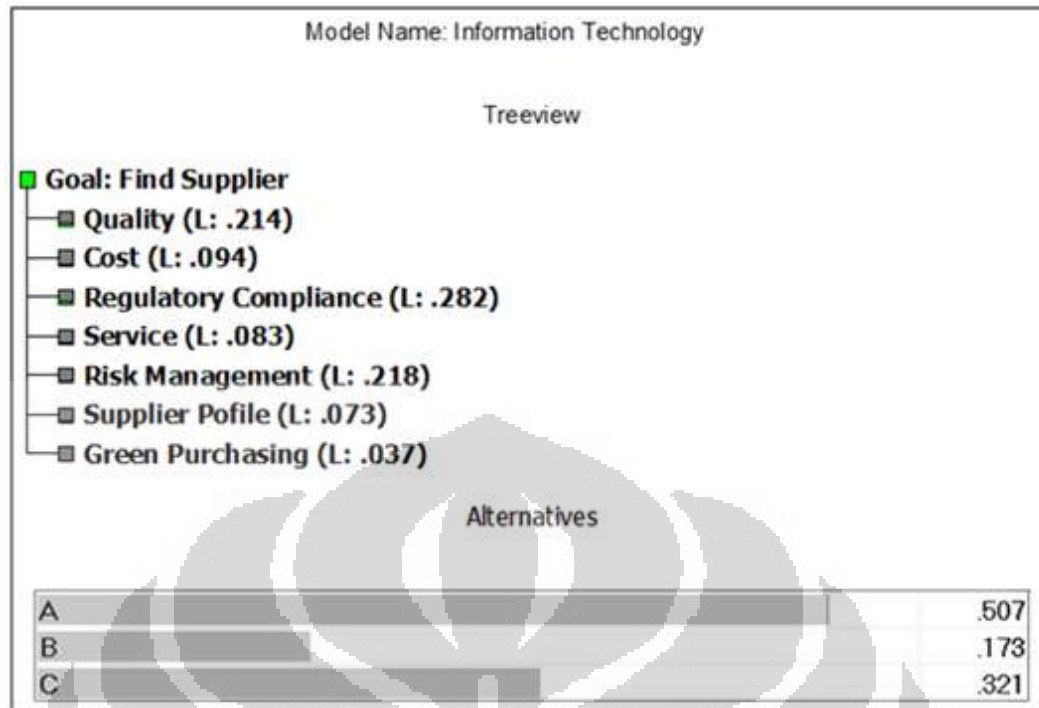 Model Name: Information Technology
Treeview
Goal: Find Supplier
Quality (L: .214)
Cost (L: .094)
Regulatory Compliance (L: .282)
Service (L: .083)
Risk Management (L: .218)
Supplier Pofile (L: .073)
Green Purchasing (L: .037)
Alternatives
A .507
B .173
C .321